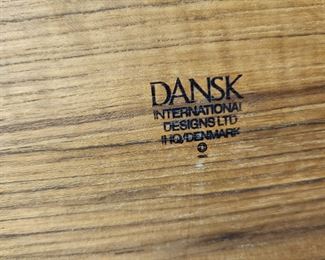 DANSK
INTERNATIONAL
DESIGNS LTD
IHQ/DENMARK